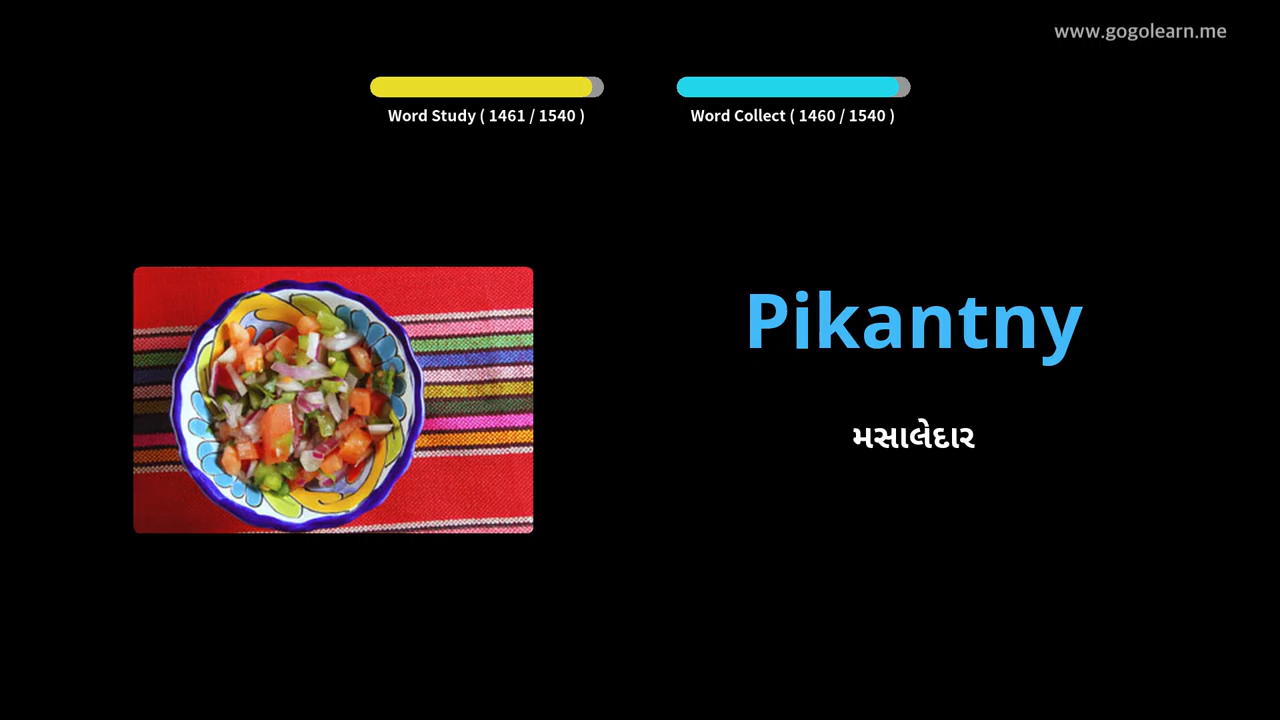 www.gogolearn.me
Word Study ( 1461 / 1540 )
Word Collect ( 1460 / 1540 )
Pikantny
મસાલેદાર